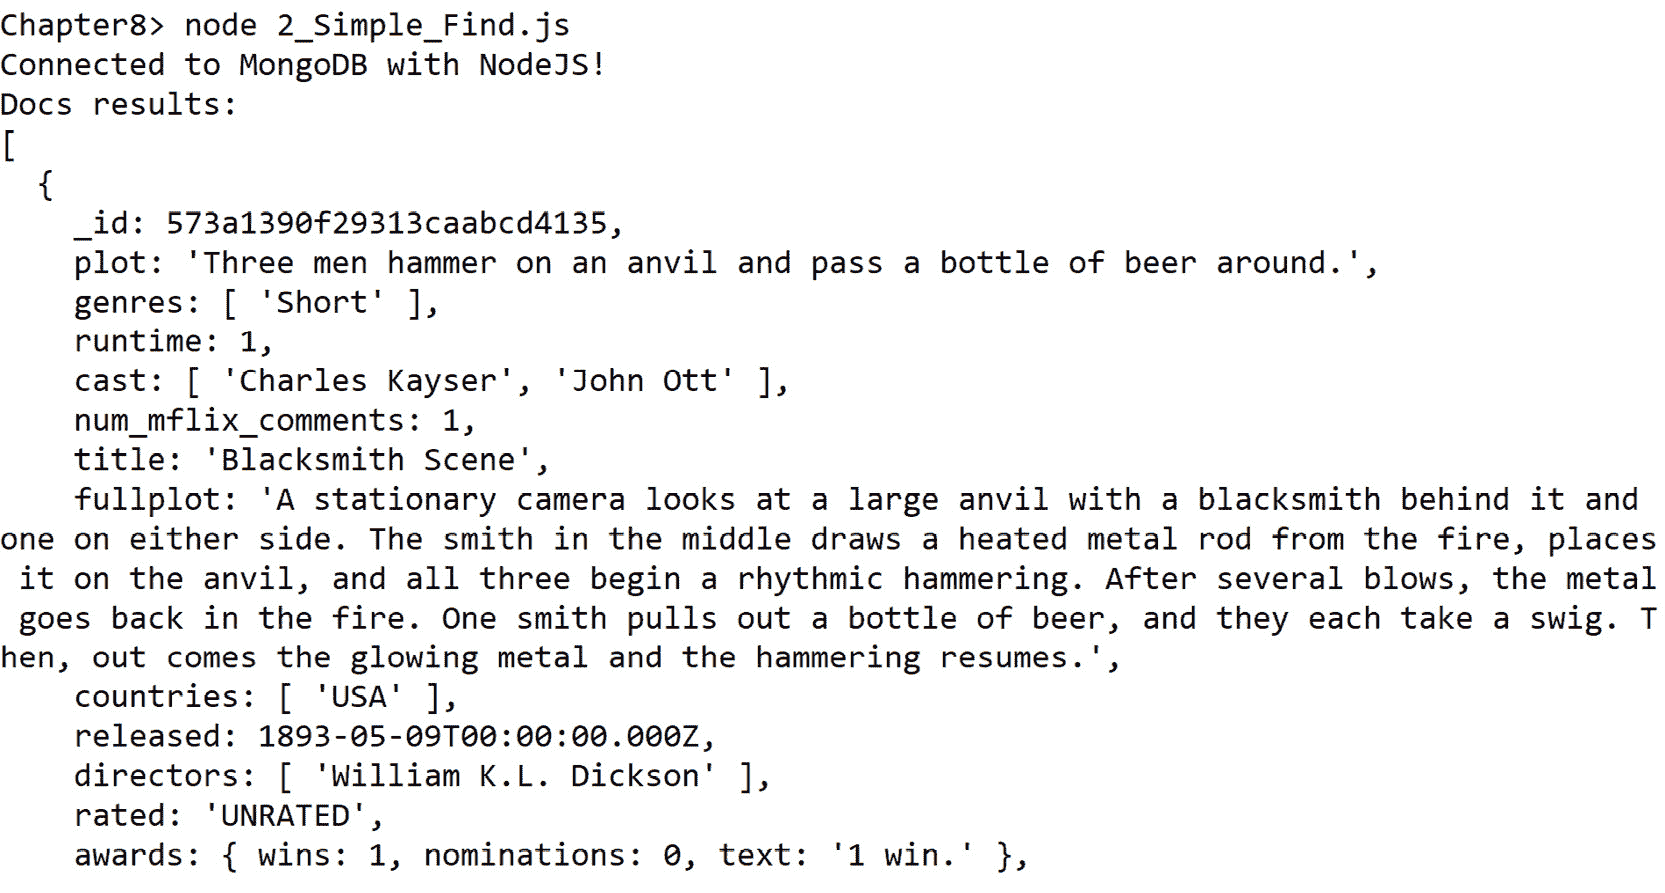 Chapter8> node 2_Simple_Find.js
Connected to MongoDB with NodeJS!
Docs results:
[
  {
    _id: 573a1390f29313caabcd4135,
    plot: 'Three men hammer on an anvil and pass a bottle of beer around.',
    genres: [ 'Short' ],
    runtime: 1,
    cast: [ 'Charles Kayser', 'John Ott' ],
    num_mflix_comments: 1,
    title: 'Blacksmith Scene',
    fullplot: 'A stationary camera looks at a large anvil with a blacksmith behind it and
one on either side. The smith in the middle draws a heated metal rod from the fire, places
 it on the anvil, and all three begin a rhythmic hammering. After several blows, the metal
 goes back in the fire. One smith pulls out a bottle of beer, and they each take a swig. T
hen, out comes the glowing metal and the hammering resumes.',
    countries: [ 'USA' ],
    released: 1893-05-09T00:00:00.000Z,
    directors: [ 'William K.L. Dickson' ],
    rated: 'UNRATED',
    awards: { wins: 1, nominations: 0, text: '1 win.' },